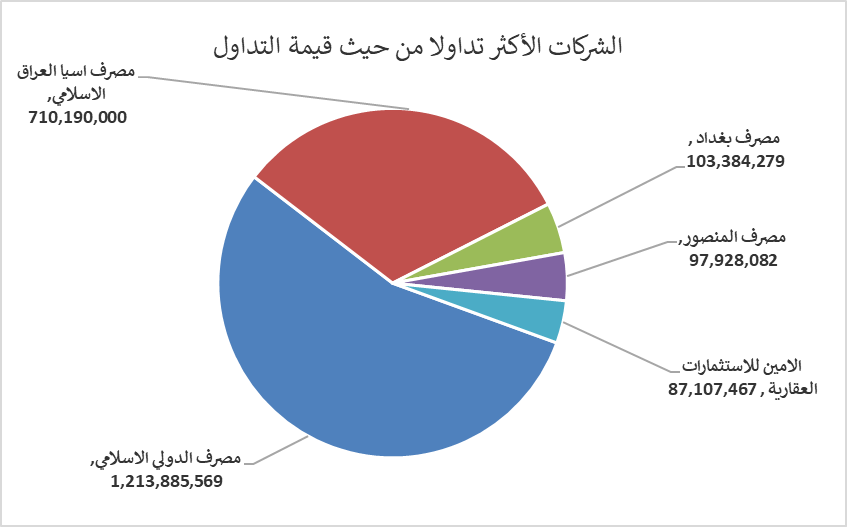 الشركات الأكثر تداولا من حيث قيمة التداول
مصرف اسيا العراق
الاسلامي,
710,190,000
مصرف بغداد ,
103,384,279
مصرف المنصور,
97,928,082
الامين للاستثمارات
العقارية , 87,107,467
مصرف الدولي الاسلامي,
1,213,885,569